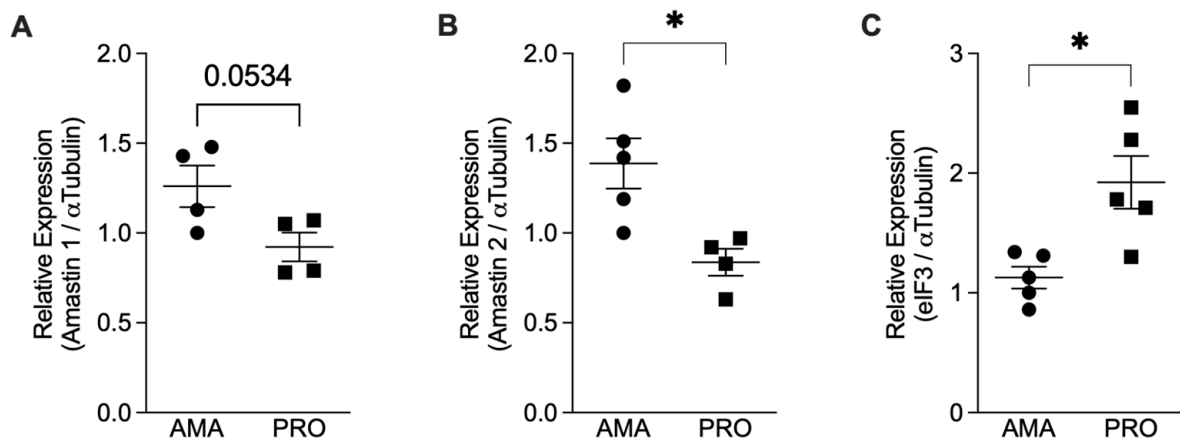 A
Relative Expression
(Amastin 1 / αTubulin)
2.0
1.5
1.0
0.5
0.0
0.0534
AMA PRO
B
Relative Expression
(Amastin 2 / αTubulin)
2.0
1.5
1.0
0.5
0.0
*
AMA PRO
C
Relative Expression
(eIF3 / αTubulin)
3
2
1
0
*
AMA PRO